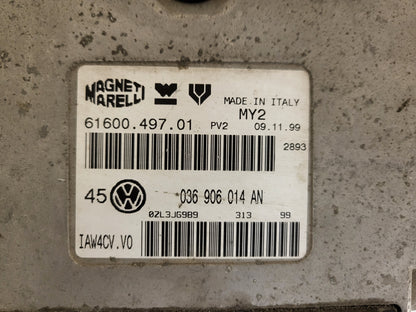 MAGNETI
MARELLI
MADE IN ITALY
MY2
61600.497.01 PV2 09.11.99
2893
45 036 906 014 AN
0ZL3JG9B9 313 99
IAW4CV.V0